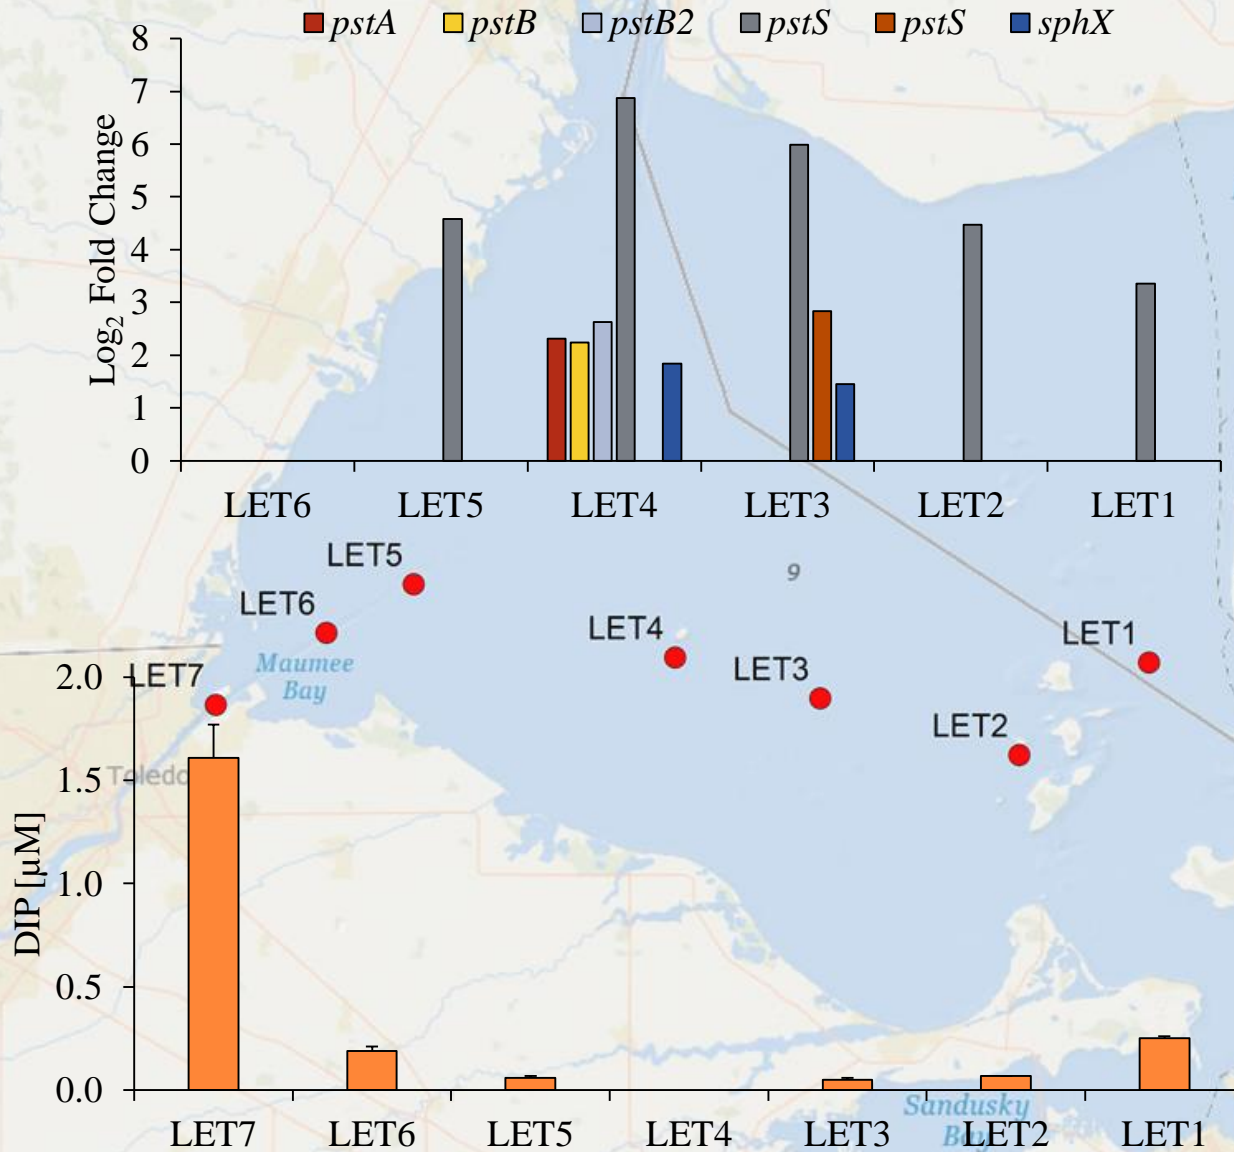 pstA pstB pstB2 pstS pstS sphX
8
7
6
5
4
3
2
1
0
Log₂ Fold Change
LET6 LET5 LET4 LET3 LET2 LET1
LET5
9
LET6
LET4
LET1
Maumee
Bay
LET3
LET7
LET2
Toledo
2.0
1.5
1.0
0.5
0.0
DIP [µM]
Sandusky
Bay
LET7 LET6 LET5 LET4 LET3 LET2 LET1